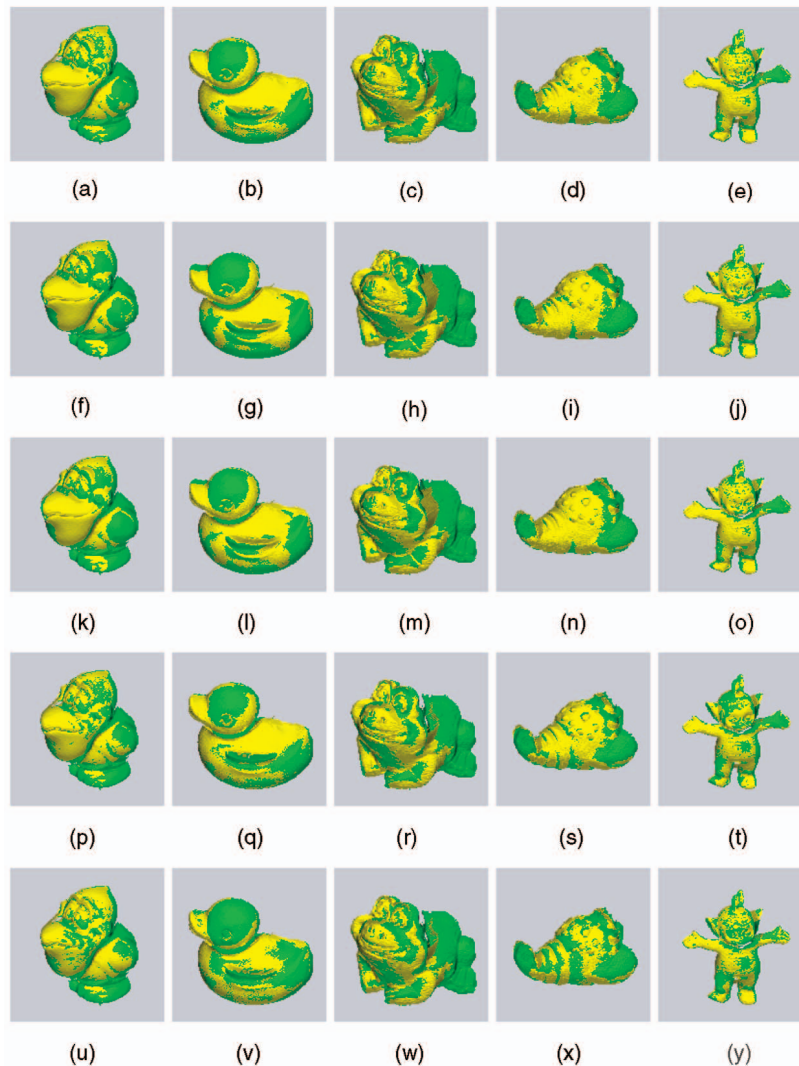 (a) (b) (c) (d) (e)
(f) (g) (h) (i) (j)
(k) (l) (m) (n) (o)
(p) (q) (r) (s) (t)
(u) (v) (w) (x) (y)